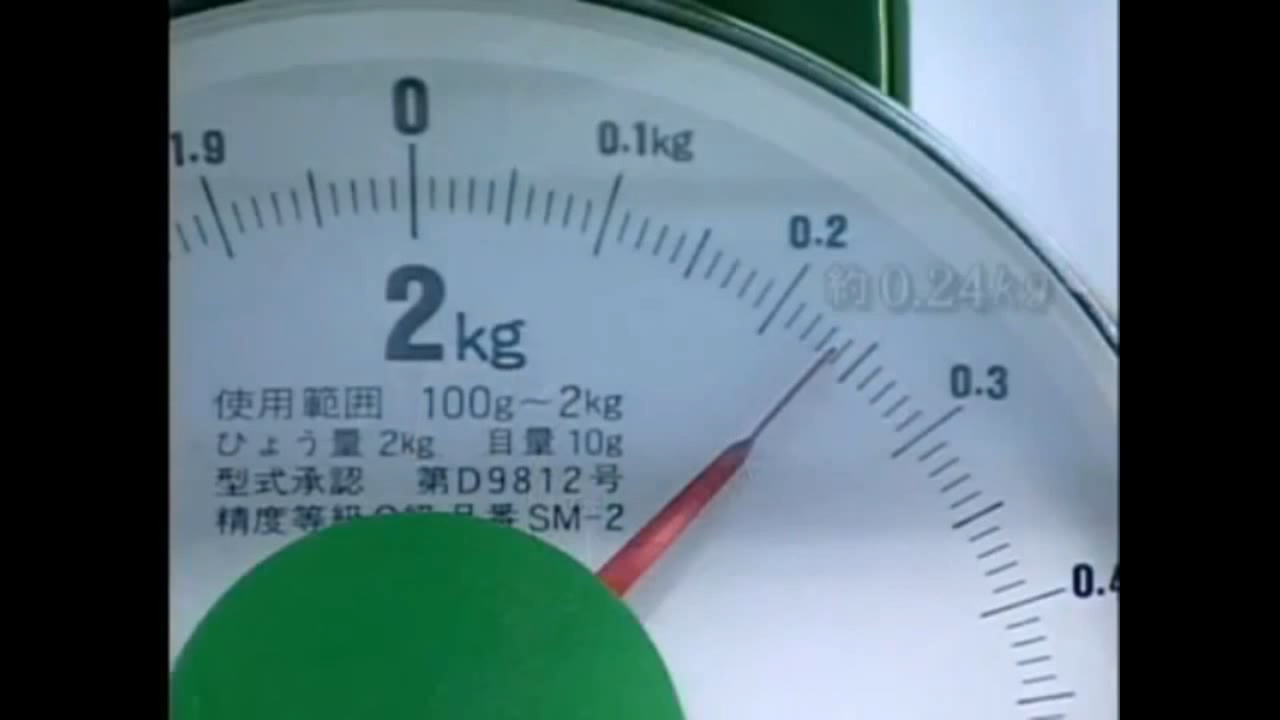 0
1.9
0.1kg
0.2
約0.24kg
0.3
2kg
使用範囲 100g～2kg
ひょう量 2kg 目量 10g
型式承認 第D9812号
精度等級 品番 SM-2